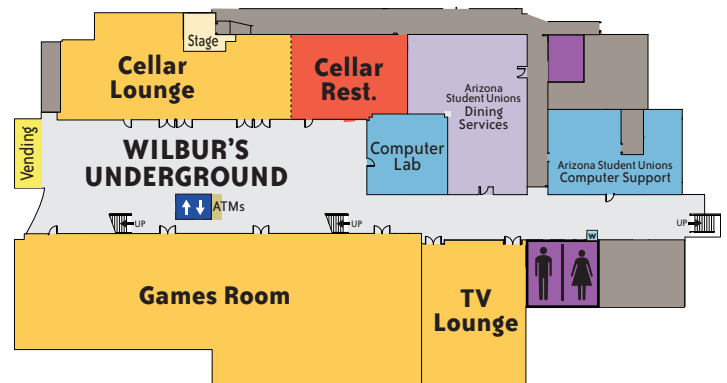 Stage
Cellar
Lounge
Cellar
Rest.
Arizona
Student Unions
Dining
Services
Vending
WILBUR'S
UNDERGROUND
Computer
Lab
Arizona Student Unions
Computer Support
ATMs
UP
UP
UP
W
Games Room
TV
Lounge